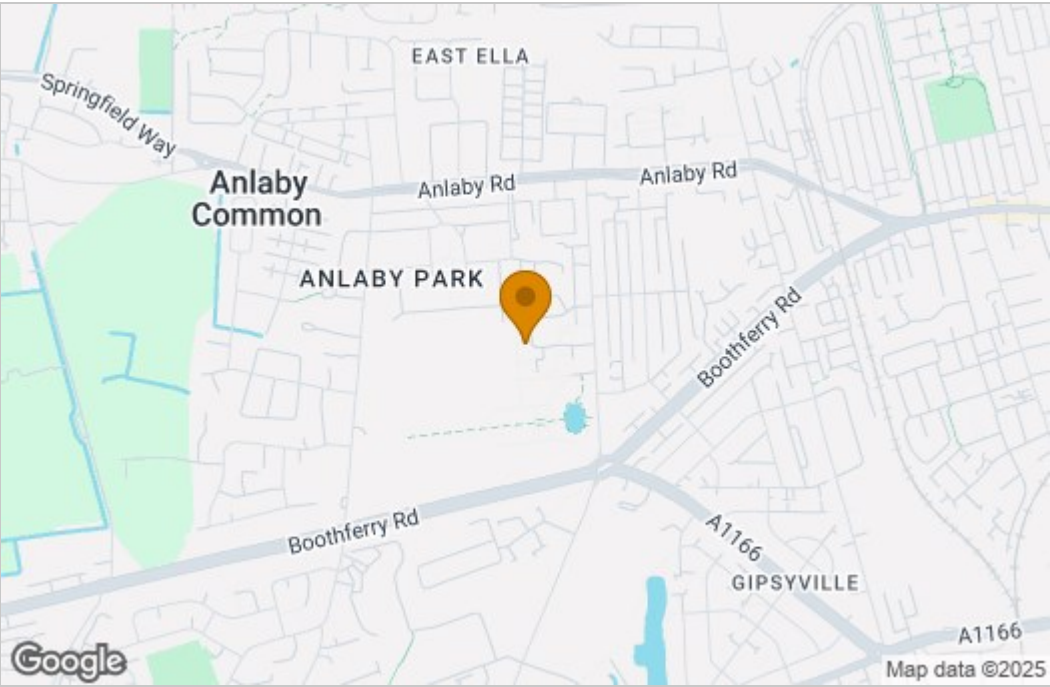 EAST ELLA
Springfield Way
Anlaby Rd
Anlaby Rd
Anlaby
Common
ANLABY PARK
Boothferry Rd
Boothferry Rd
A1166
GIPSYVILLE
A1166
Google
Map data ©2025